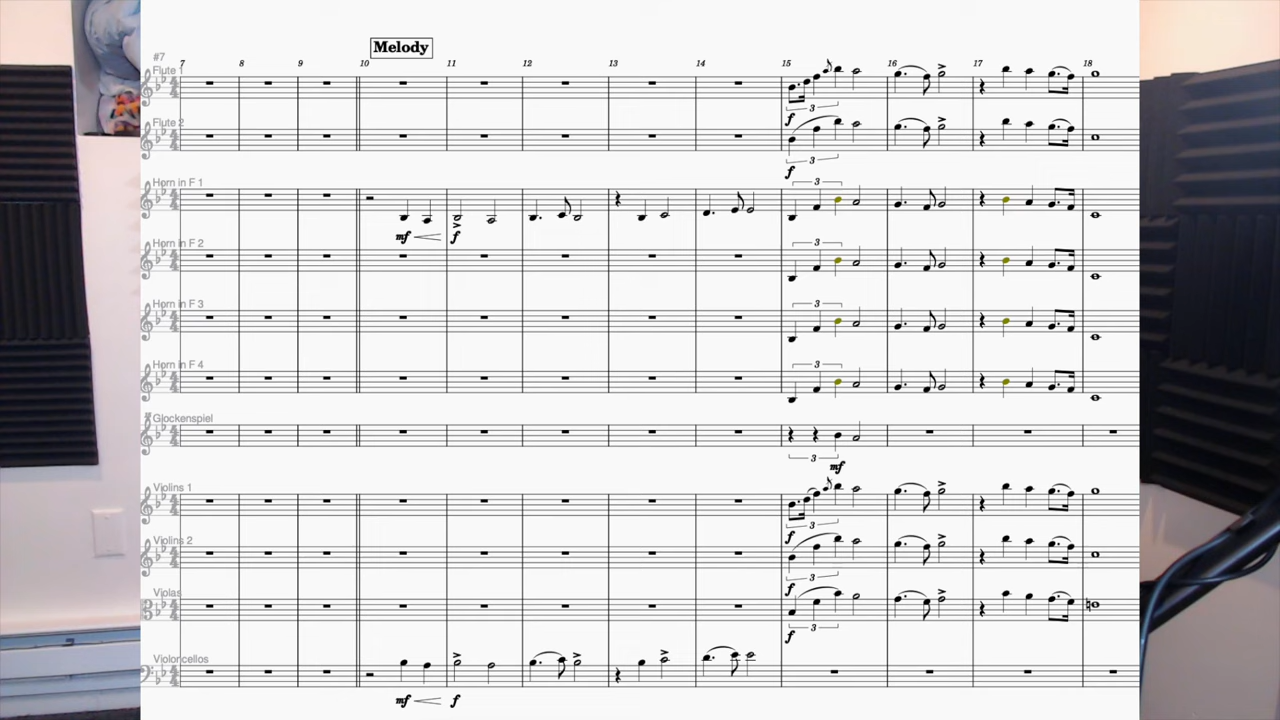 Melody
#7
7 8 9 10 11 12 13 14 15 16 17 18
Flute 1
3
f
Flute 2
3
f
Horn in F 1
3
mf f
Horn in F 2
3
Horn in F 3
3
Horn in F 4
3
Glockenspiel
3
mf
Violins 1
3
f
Violins 2
3
f
Violas
3
f
Violoncellos
mf f